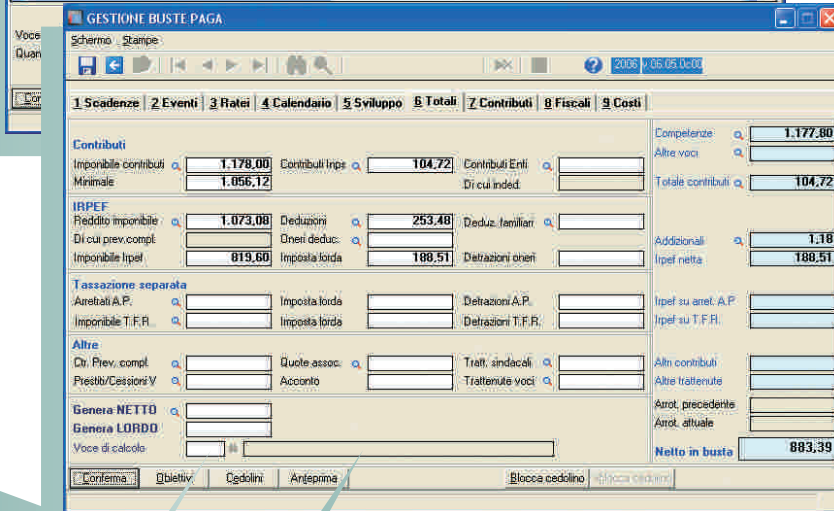 GESTIONE BUSTE PAGA
Voce
Quan
Schermo Stampe
2006 v.06.05.0c00
1 Scadenze 2 Eventi 3 Ratei 4 Calendario 5 Sviluppo 6 Totali 7 Contributi 8 Fiscali 9 Costi
Competenze 1.177,80
Contributi
Altre voci
Imponibile contributi 1.178,00 Contributi Inps 104,72 Contributi Enti
Minimale 1.056,12 Di cui inded. Totale contributi 104,72
IRPEF
Reddito imponibile 1.073,08 Deduzioni 253,48 Deduz. familiari
Di cui prev.compl. Oneri deduc. Addizionali 1,18
Imponibile Irpef 819,60 Imposta lorda 188,51 Detrazioni oneri Irpef netta 188,51
Tassazione separata
Arretrati A.P. Imposta lorda Detrazioni A.P. Irpef su arret. A.P
Imponibile T.F.R. Imposta lorda Detrazioni T.F.R. Irpef su T.F.R.
Altre
Ctr. Prev. compl. Quote assoc. Tratt. sindacali Altri contributi
Prestiti/Cessioni V Acconto Trattenute voci Altre trattenute
Arrot. precedente
Genera NETTO
Arrot. attuale
Genera LORDO
Voce di calcolo Netto in busta 883,39
Conferma Obiettivi Cedolini Anteprima Blocca cedolino Sblocca cedolino